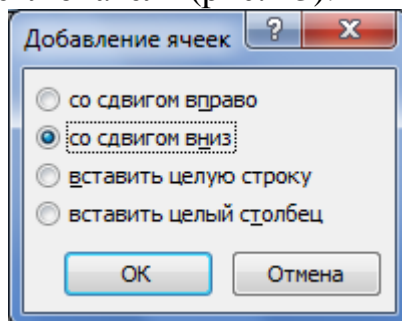 Добавление ячеек
со сдвигом вправо
со сдвигом вниз
вставить целую строку
вставить целый столбец
ОК
Отмена